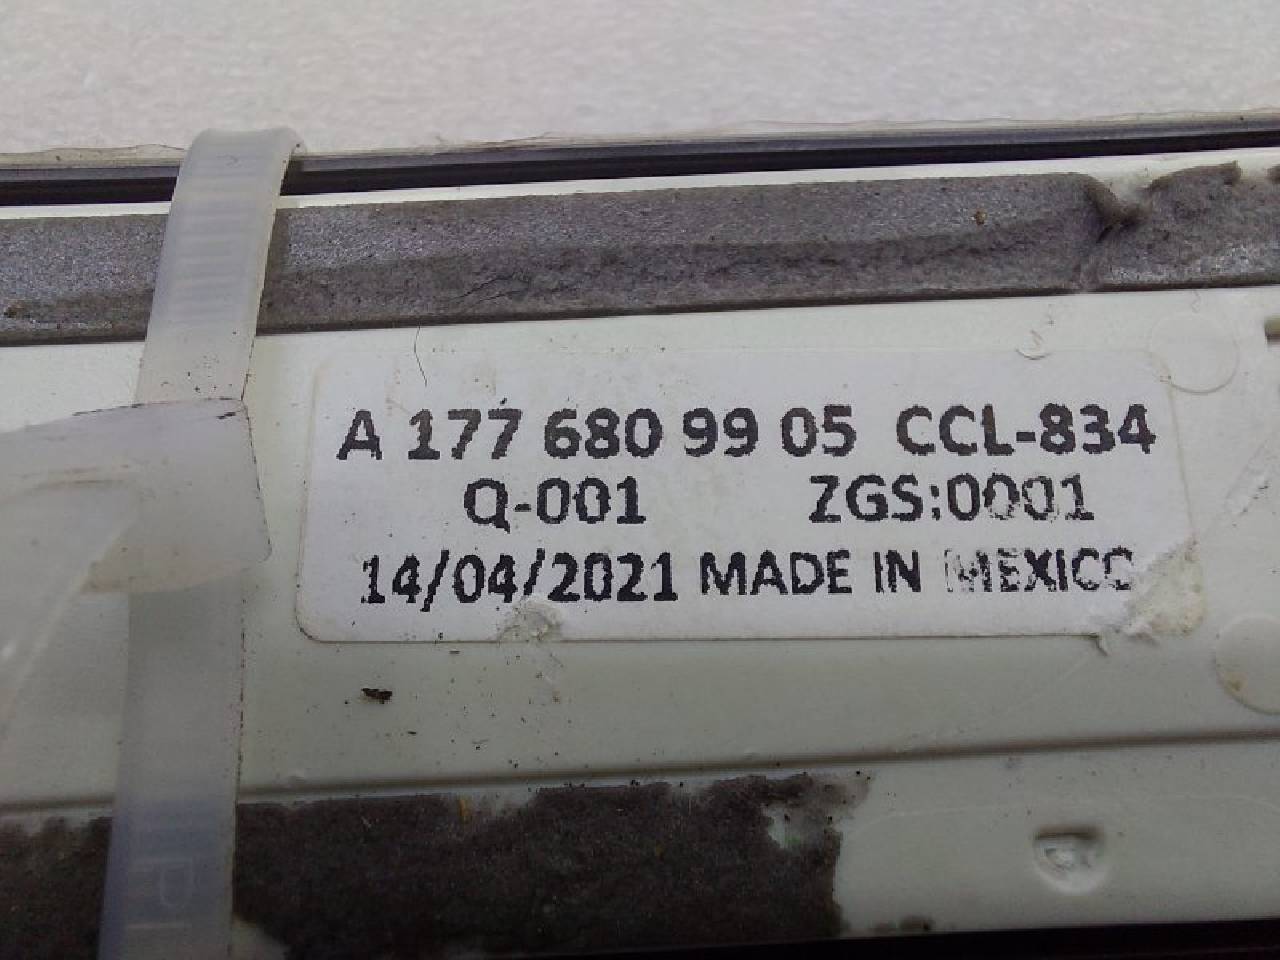 A 177 680 99 05 CCL-834
Q-001 ZGS:0001
14/04/2021 MADE IN MEXICO